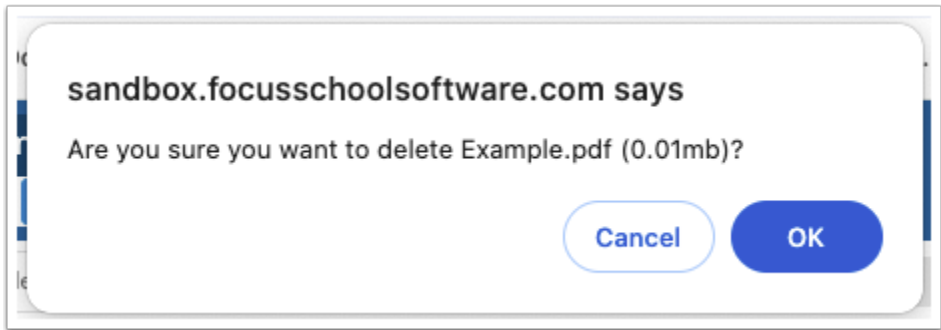 sandbox.focusschoolsoftware.com says
Are you sure you want to delete Example.pdf (0.01mb)?
Cancel
OK